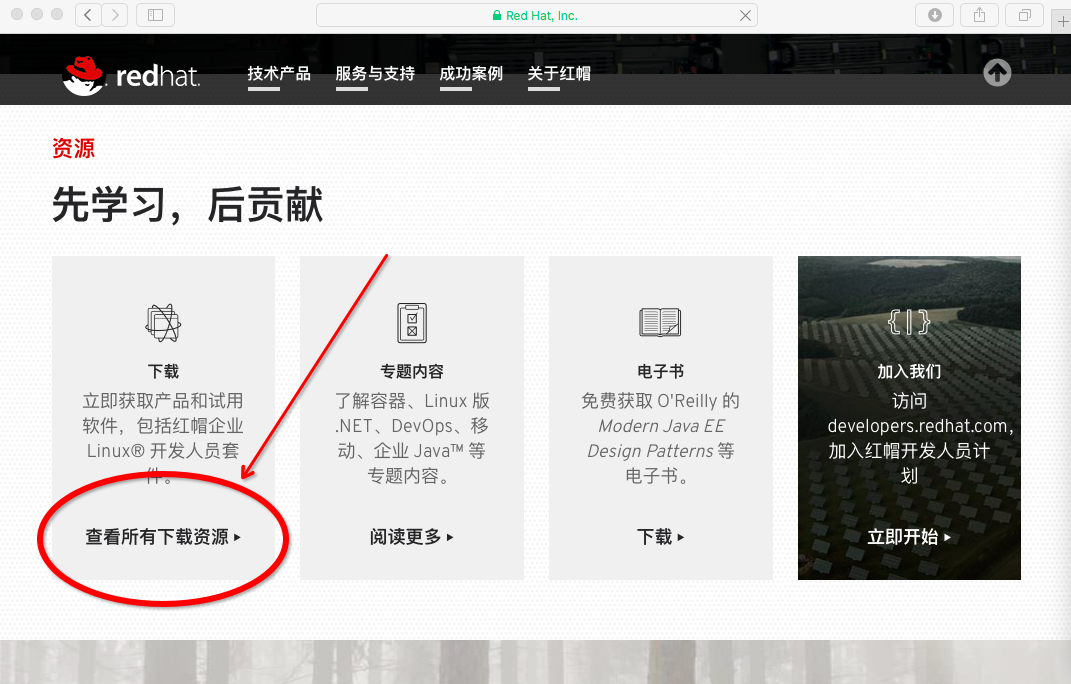 Red Hat, Inc.
redhat.
技术产品
服务与支持
成功案例
关于红帽
资源
先学习，后贡献
下载
立即获取产品和试用
软件，包括红帽企业
Linux® 开发人员套
件。
查看所有下载资源
专题内容
了解容器、Linux 版
.NET、DevOps、移
动、企业 Java™ 等
专题内容。
阅读更多
电子书
免费获取 O'Reilly 的
Modern Java EE
Design Patterns 等
电子书。
下载
加入我们
访问
developers.redhat.com，
加入红帽开发人员计
划
立即开始